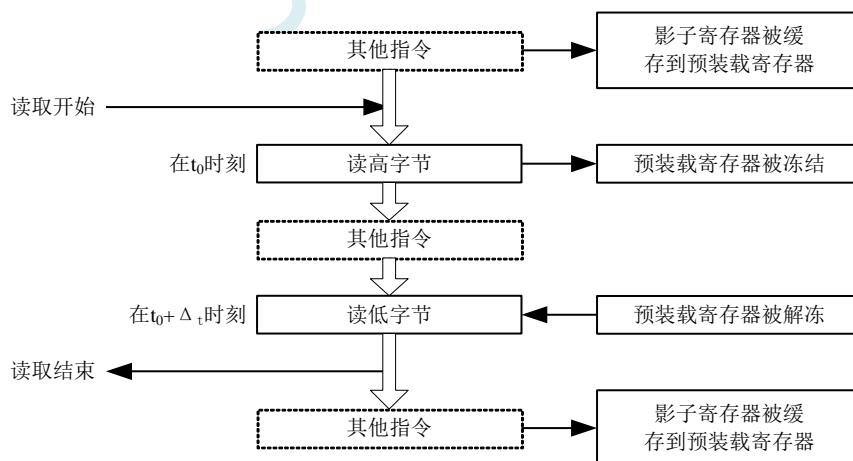 其他指令
影子寄存器被缓
存到预装载寄存器
读取开始
在t₀时刻
读高字节
预装载寄存器被冻结
其他指令
在t₀+Δₜ时刻
读低字节
预装载寄存器被解冻
读取结束
其他指令
影子寄存器被缓
存到预装载寄存器